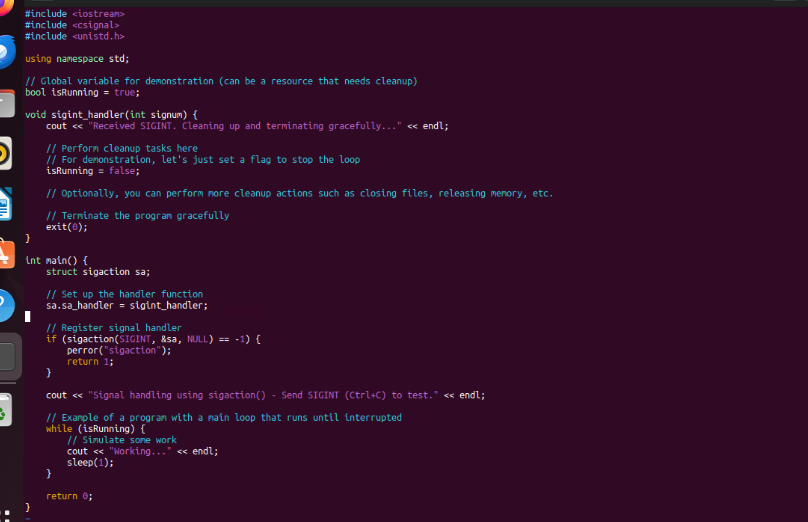 #include <iostream>
#include <csignal>
#include <unistd.h>
using namespace std;
// Global variable for demonstration (can be a resource that needs cleanup)
bool isRunning = true;
void sigint_handler(int signum) {
    cout << "Received SIGINT. Cleaning up and terminating gracefully..." << endl;
    // Perform cleanup tasks here
    // For demonstration, let's just set a flag to stop the loop
    isRunning = false;
    // Optionally, you can perform more cleanup actions such as closing files, releasing memory, etc.
    // Terminate the program gracefully
    exit(0);
}
int main() {
    struct sigaction sa;
    // Set up the handler function
    sa.sa_handler = sigint_handler;
    // Register signal handler
    if (sigaction(SIGINT, &sa, NULL) == -1) {
        perror("sigaction");
        return 1;
    }
    cout << "Signal handling using sigaction() - Send SIGINT (Ctrl+C) to test." << endl;
    // Example of a program with a main loop that runs until interrupted
    while (isRunning) {
        // Simulate some work
        cout << "Working..." << endl;
        sleep(1);
    }
    return 0;
}